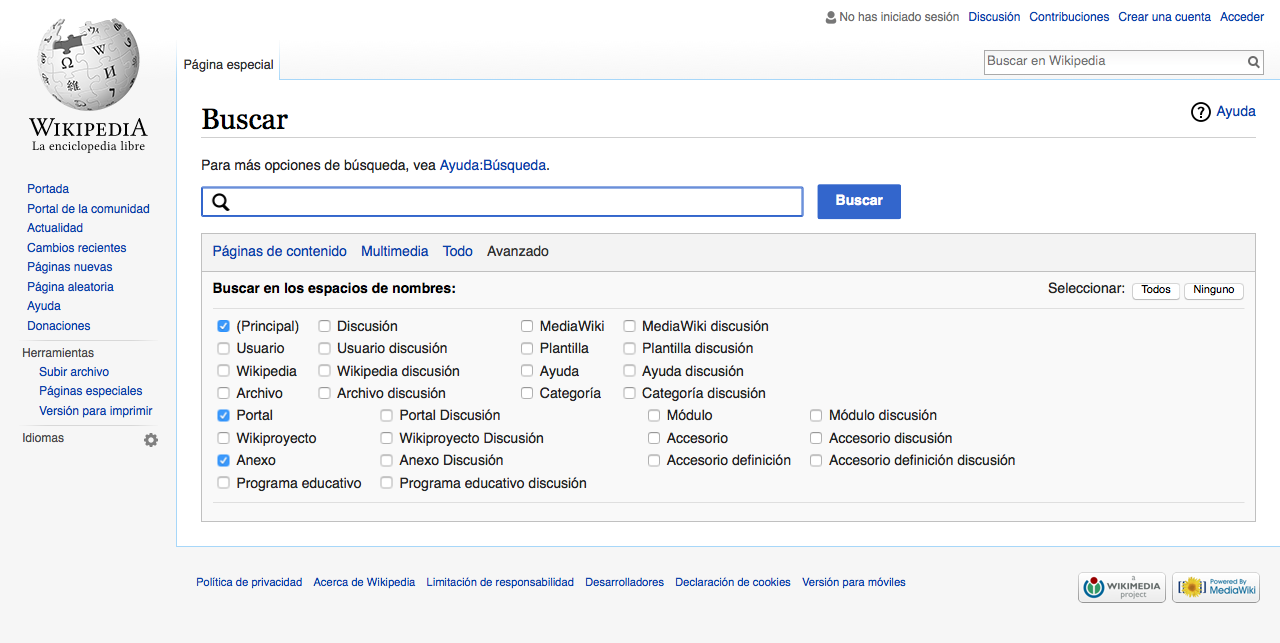 No has iniciado sesión Discusión Contribuciones Crear una cuenta Acceder
Página especial
Buscar en Wikipedia
WIKIPEDIA
La enciclopedia libre
Portada
Portal de la comunidad
Actualidad
Cambios recientes
Páginas nuevas
Página aleatoria
Ayuda
Donaciones
Herramientas
Subir archivo
Páginas especiales
Versión para imprimir
Idiomas
Buscar
Ayuda
Para más opciones de búsqueda, vea Ayuda:Búsqueda.
Buscar
Páginas de contenido Multimedia Todo Avanzado
Buscar en los espacios de nombres: Seleccionar: Todos Ninguno
(Principal) Discusión MediaWiki MediaWiki discusión
Usuario Usuario discusión Plantilla Plantilla discusión
Wikipedia Wikipedia discusión Ayuda Ayuda discusión
Archivo Archivo discusión Categoría Categoría discusión
Portal Portal Discusión Módulo Módulo discusión
Wikiproyecto Wikiproyecto Discusión Accesorio Accesorio discusión
Anexo Anexo Discusión Accesorio definición Accesorio definición discusión
Programa educativo Programa educativo discusión
Política de privacidad Acerca de Wikipedia Limitación de responsabilidad Desarrolladores Declaración de cookies Versión para móviles
a
WIKIMEDIA
project
Powered By
MediaWiki